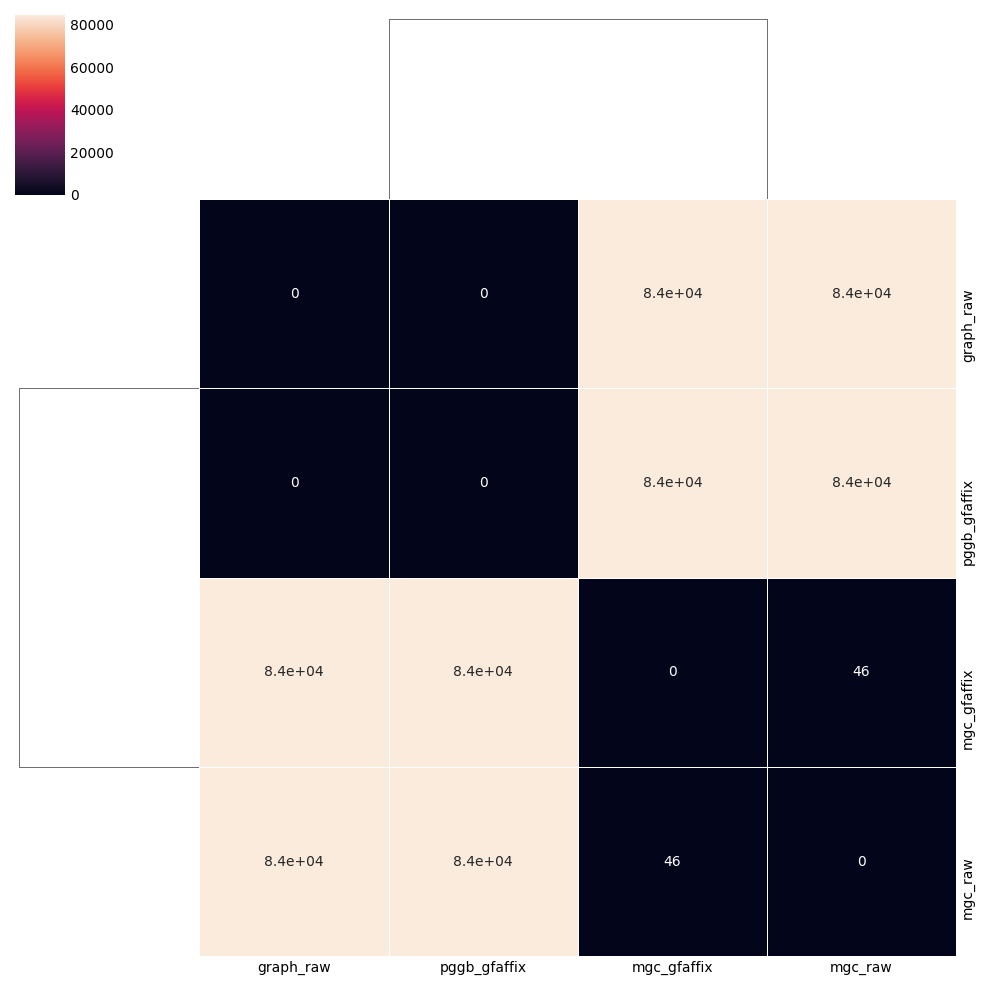 80000
60000
40000
20000
0
0 0 8.4e+04 8.4e+04
graph_raw
0 0 8.4e+04 8.4e+04
pggb_gfaffix
8.4e+04 8.4e+04 0 46
mgc_gfaffix
8.4e+04 8.4e+04 46 0
mgc_raw
graph_raw pggb_gfaffix mgc_gfaffix mgc_raw